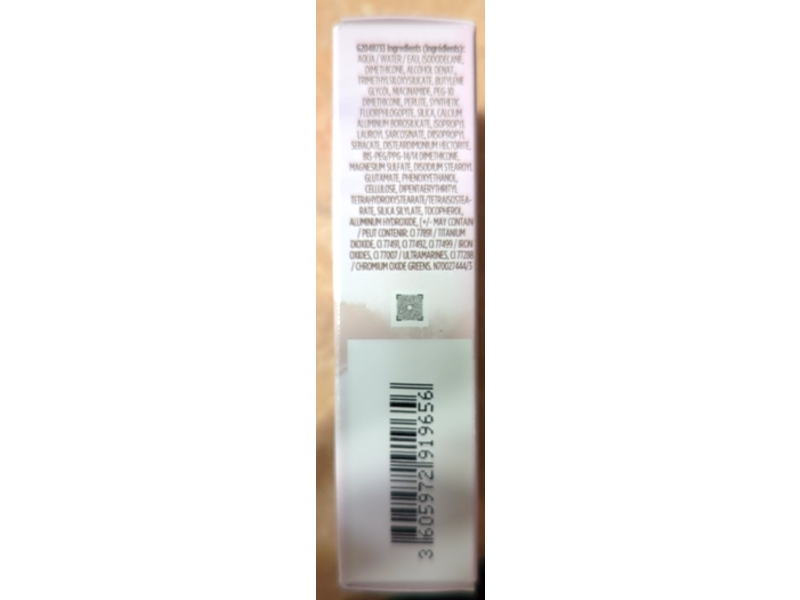 G2048733 Ingredients (Ingrédients):
AQUA / WATER / EAU, ISODODECANE,
DIMETHICONE, ALCOHOL DENAT.,
TRIMETHYLSILOXYSILICATE, BUTYLENE
GLYCOL, NIACINAMIDE, PEG-10
DIMETHICONE, PERLITE, SYNTHETIC
FLUORPHLOGOPITE, SILICA, CALCIUM
ALUMINUM BOROSILICATE, ISOPROPYL
LAUROYL SARCOSINATE, DIISOPROPYL
SEBACATE, DISTEARDIMONIUM HECTORITE,
BIS-PEG/PPG-14/14 DIMETHICONE,
MAGNESIUM SULFATE, DISODIUM STEAROYL
GLUTAMATE, PHENOXYETHANOL,
CELLULOSE, DIPENTAERYTHRITYL
TETRAHYDROXYSTEARATE/TETRAISOSTEA-
RATE, SILICA SILYLATE, TOCOPHEROL,
ALUMINUM HYDROXIDE, [+/- MAY CONTAIN
/ PEUT CONTENIR: CI 77891 / TITANIUM
DIOXIDE, CI 77491, CI 77492, CI 77499 / IRON
OXIDES, CI 77007 / ULTRAMARINES, CI 77288
/ CHROMIUM OXIDE GREENS. N70027444/3
3 605972 919656